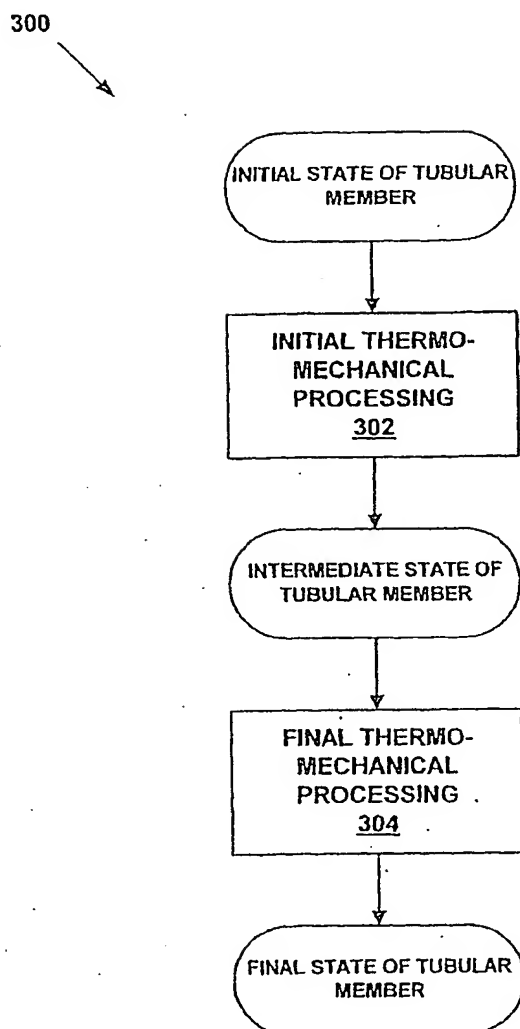 300
INITIAL STATE OF TUBULAR
MEMBER
INITIAL THERMO-
MECHANICAL
PROCESSING
302
INTERMEDIATE STATE OF
TUBULAR MEMBER
FINAL THERMO-
MECHANICAL
PROCESSING
304
FINAL STATE OF TUBULAR
MEMBER